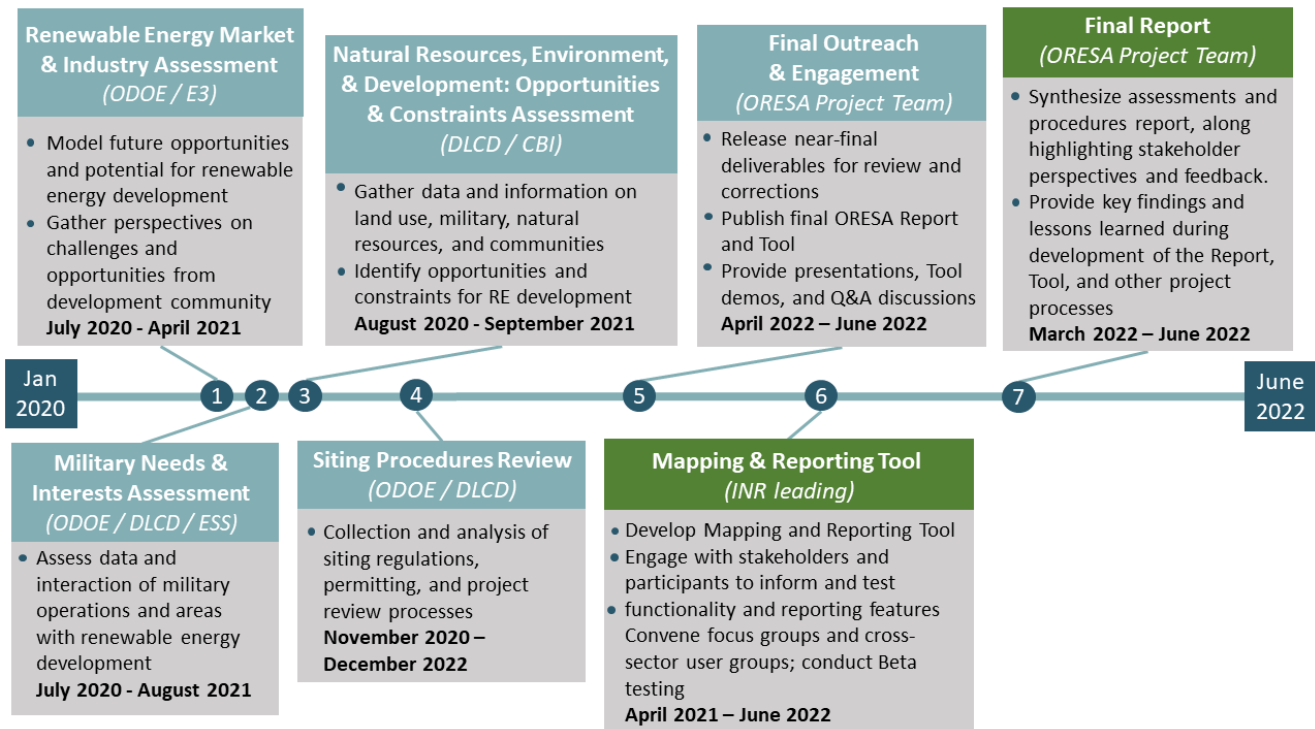 Renewable Energy Market
& Industry Assessment
(ODOE / E3)
• Model future opportunities
and potential for renewable
energy development
• Gather perspectives on
challenges and
opportunities from
development community
July 2020 - April 2021
Natural Resources, Environment,
& Development: Opportunities
& Constraints Assessment
(DLCD / CBI)
• Gather data and information on
land use, military, natural
resources, and communities
• Identify opportunities and
constraints for RE development
August 2020 - September 2021
Final Outreach
& Engagement
(ORESA Project Team)
• Release near-final
deliverables for review and
corrections
• Publish final ORESA Report
and Tool
• Provide presentations, Tool
demos, and Q&A discussions
April 2022 – June 2022
Final Report
(ORESA Project Team)
• Synthesize assessments and
procedures report, along
highlighting stakeholder
perspectives and feedback.
• Provide key findings and
lessons learned during
development of the Report,
Tool, and other project
processes
March 2022 – June 2022
Jan
2020
1
2
3
4
5
6
7
June
2022
Military Needs &
Interests Assessment
(ODOE / DLCD / ESS)
• Assess data and
interaction of military
operations and areas
with renewable energy
development
July 2020 - August 2021
Siting Procedures Review
(ODOE / DLCD)
• Collection and analysis of
siting regulations,
permitting, and project
review processes
November 2020 –
December 2022
Mapping & Reporting Tool
(INR leading)
• Develop Mapping and Reporting Tool
• Engage with stakeholders and
participants to inform and test
• functionality and reporting features
Convene focus groups and cross-
sector user groups; conduct Beta
testing
April 2021 – June 2022